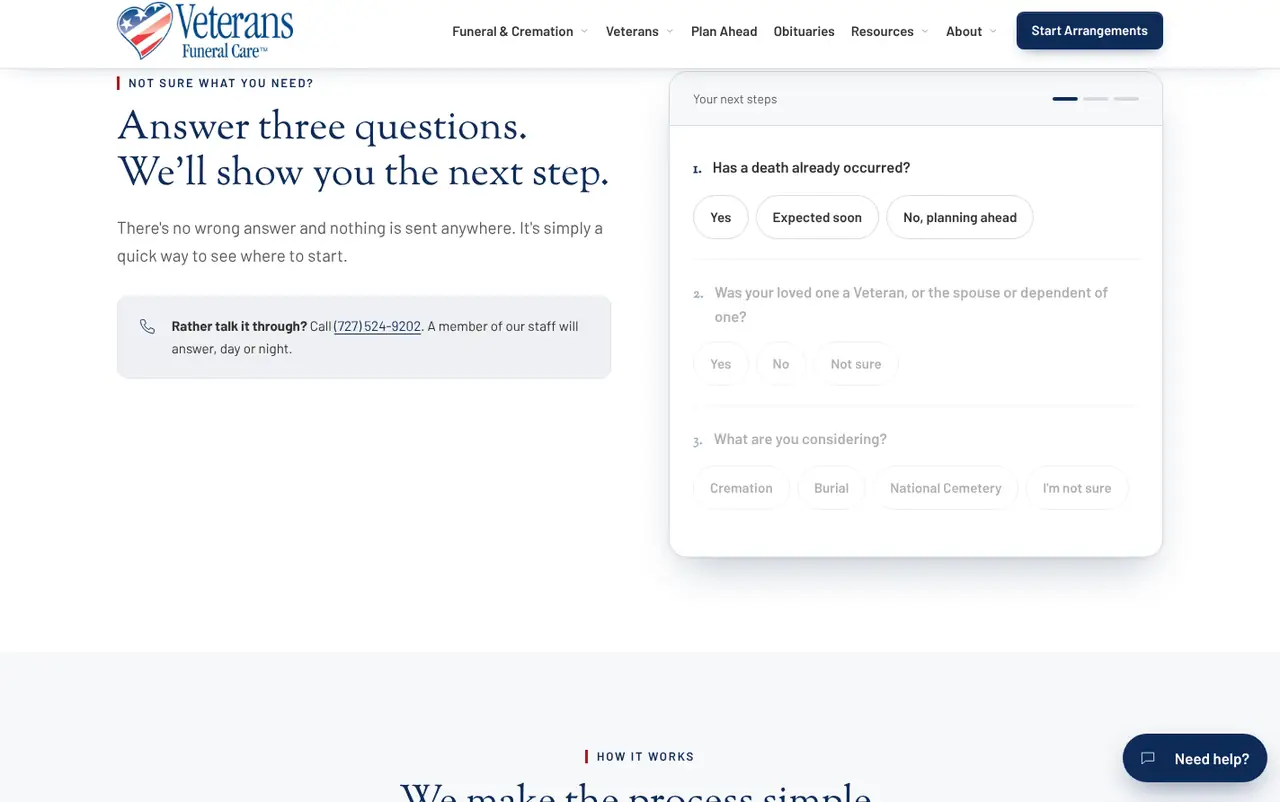 Veterans
Funeral Care™
Funeral & Cremation
Veterans
Plan Ahead
Obituaries
Resources
About
Start Arrangements
NOT SURE WHAT YOU NEED?
Answer three questions.
We'll show you the next step.
There's no wrong answer and nothing is sent anywhere. It's simply a
quick way to see where to start.
Rather talk it through? Call (727) 524-9202. A member of our staff will
answer, day or night.
Your next steps
1. Has a death already occurred?
Yes
Expected soon
No, planning ahead
2. Was your loved one a Veteran, or the spouse or dependent of
one?
Yes
No
Not sure
3. What are you considering?
Cremation
Burial
National Cemetery
I'm not sure
HOW IT WORKS
We make the process simple
Need help?